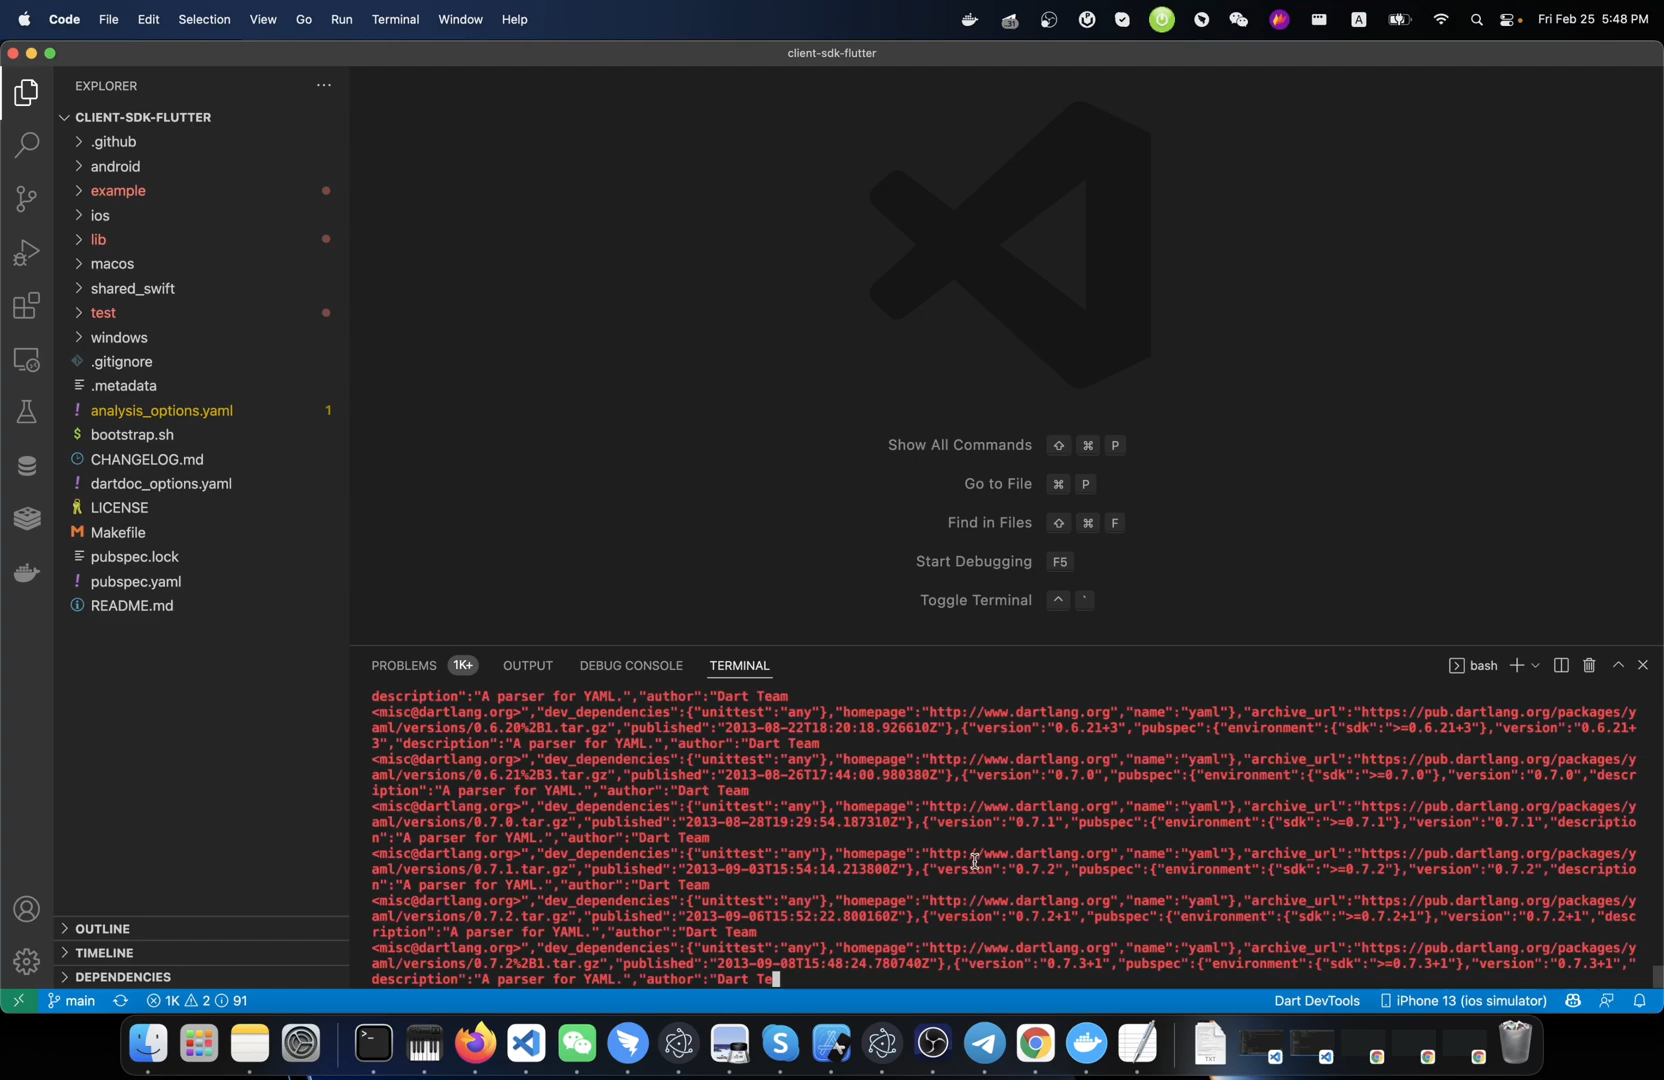 Code File Edit Selection View Go Run Terminal Window Help
31
A
Fri Feb 25 5:48 PM
client-sdk-flutter
EXPLORER
CLIENT-SDK-FLUTTER
.github
android
example
ios
lib
macos
shared_swift
test
windows
.gitignore
.metadata
! analysis_options.yaml 1
$ bootstrap.sh
CHANGELOG.md
! dartdoc_options.yaml
LICENSE
M Makefile
pubspec.lock
! pubspec.yaml
README.md
OUTLINE
TIMELINE
DEPENDENCIES
Show All Commands ⇧ ⌘ P
Go to File ⌘ P
Find in Files ⇧ ⌘ F
Start Debugging F5
Toggle Terminal ^ `
PROBLEMS 1K+ OUTPUT DEBUG CONSOLE TERMINAL
bash
description":"A parser for YAML.","author":"Dart Team
<misc@dartlang.org>","dev_dependencies":{"unittest":"any"},"homepage":"http://www.dartlang.org","name":"yaml"},"archive_url":"https://pub.dartlang.org/packages/y
aml/versions/0.6.20%2B1.tar.gz","published":"2013-08-22T18:20:18.926610Z"},{"version":"0.6.21+3","pubspec":{"environment":{"sdk":">=0.6.21+3"},"version":"0.6.21+
3","description":"A parser for YAML.","author":"Dart Team
<misc@dartlang.org>","dev_dependencies":{"unittest":"any"},"homepage":"http://www.dartlang.org","name":"yaml"},"archive_url":"https://pub.dartlang.org/packages/y
aml/versions/0.6.21%2B3.tar.gz","published":"2013-08-26T17:44:00.980380Z"},{"version":"0.7.0","pubspec":{"environment":{"sdk":">=0.7.0"},"version":"0.7.0","descr
iption":"A parser for YAML.","author":"Dart Team
<misc@dartlang.org>","dev_dependencies":{"unittest":"any"},"homepage":"http://www.dartlang.org","name":"yaml"},"archive_url":"https://pub.dartlang.org/packages/y
aml/versions/0.7.0.tar.gz","published":"2013-08-28T19:29:54.187310Z"},{"version":"0.7.1","pubspec":{"environment":{"sdk":">=0.7.1"},"version":"0.7.1","descriptio
n":"A parser for YAML.","author":"Dart Team
<misc@dartlang.org>","dev_dependencies":{"unittest":"any"},"homepage":"http://www.dartlang.org","name":"yaml"},"archive_url":"https://pub.dartlang.org/packages/y
aml/versions/0.7.1.tar.gz","published":"2013-09-03T15:54:14.213800Z"},{"version":"0.7.2","pubspec":{"environment":{"sdk":">=0.7.2"},"version":"0.7.2","descriptio
n":"A parser for YAML.","author":"Dart Team
<misc@dartlang.org>","dev_dependencies":{"unittest":"any"},"homepage":"http://www.dartlang.org","name":"yaml"},"archive_url":"https://pub.dartlang.org/packages/y
aml/versions/0.7.2.tar.gz","published":"2013-09-06T15:52:22.800160Z"},{"version":"0.7.2+1","pubspec":{"environment":{"sdk":">=0.7.2+1"},"version":"0.7.2+1","desc
ription":"A parser for YAML.","author":"Dart Team
<misc@dartlang.org>","dev_dependencies":{"unittest":"any"},"homepage":"http://www.dartlang.org","name":"yaml"},"archive_url":"https://pub.dartlang.org/packages/y
aml/versions/0.7.2%2B1.tar.gz","published":"2013-09-08T15:48:24.780740Z"},{"version":"0.7.3+1","pubspec":{"environment":{"sdk":">=0.7.3+1"},"version":"0.7.3+1","
description":"A parser for YAML.","author":"Dart Te
main 1K 2 91
Dart DevTools iPhone 13 (ios simulator)
TXT